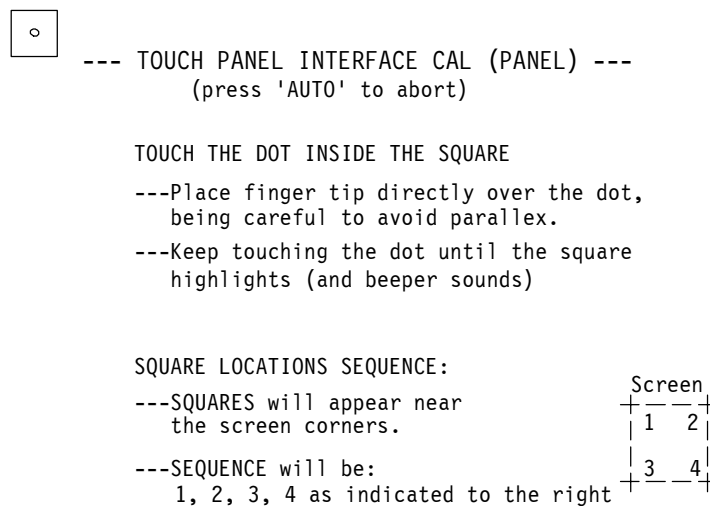 --- TOUCH PANEL INTERFACE CAL (PANEL) ---
(press 'AUTO' to abort)
TOUCH THE DOT INSIDE THE SQUARE
---Place finger tip directly over the dot,
being careful to avoid parallex.
---Keep touching the dot until the square
highlights (and beeper sounds)
SQUARE LOCATIONS SEQUENCE:
---SQUARES will appear near
the screen corners.
---SEQUENCE will be:
1, 2, 3, 4 as indicated to the right
Screen
1 2
3 4